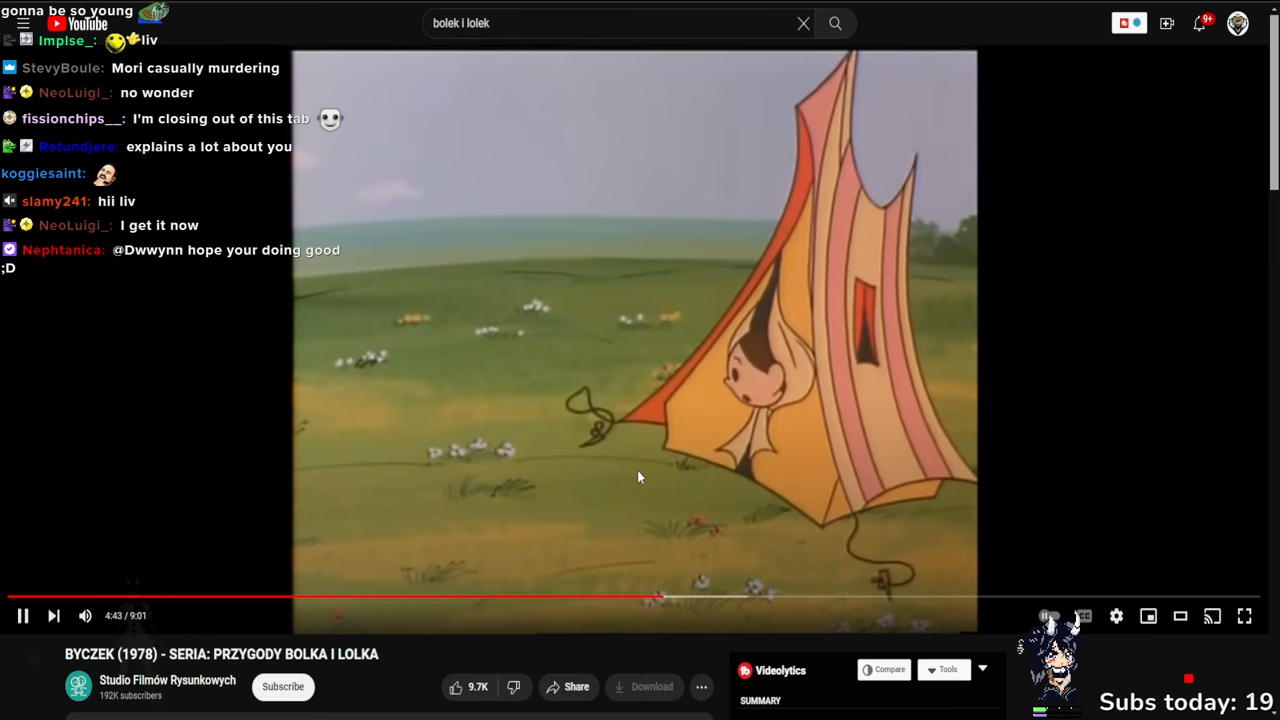 gonna be so young
YouTube
bolek i lolek
9+
Implse_: liv
StevyBoule: Mori casually murdering
NeoLuigi_: no wonder
fissionchips__: I'm closing out of this tab
Rotundjere: explains a lot about you
koggiesaint:
slamy241: hii liv
NeoLuigi_: I get it now
Nephtanica: @Dwwynn hope your doing good
;D
4:43 / 9:01
CC
BYCZEK (1978) - SERIA: PRZYGODY BOLKA I LOLKA
Studio Filmów Rysunkowych
192K subscribers
Subscribe
9.7K
Share
Download
tb Videolytics
Compare
Tools
SUMMARY
Subs today: 19